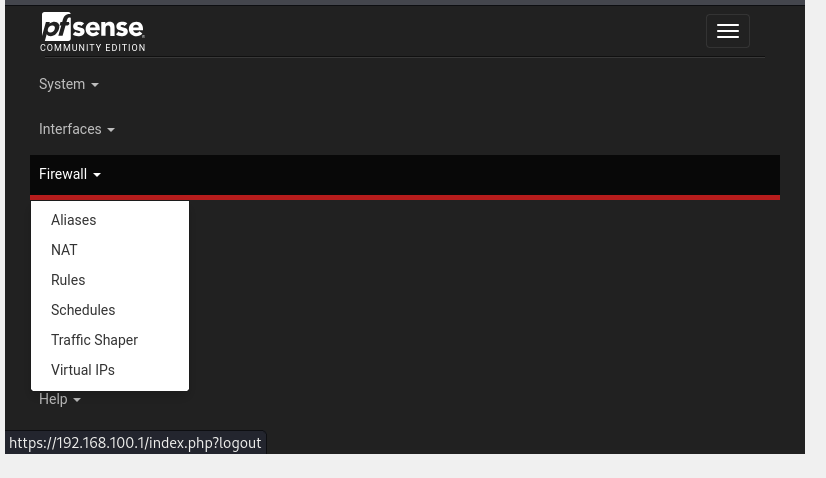 pfsense
COMMUNITY EDITION
System
Interfaces
Firewall
Aliases
NAT
Rules
Schedules
Traffic Shaper
Virtual IPs
Help
https://192.168.100.1/index.php?logout